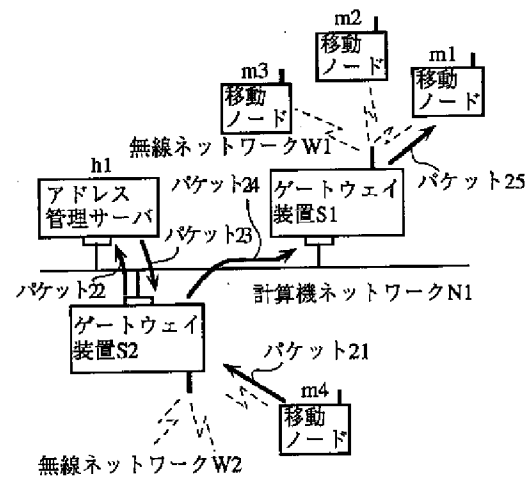 m2
移動
ノード
m1
移動
ノード
m3
移動
ノード
無線ネットワークW1
h1
アドレス
管理サーバ
パケット24
ゲートウェイ
装置S1
パケット25
パケット23
パケット22
計算機ネットワークN1
ゲートウェイ
装置S2
パケット21
m4
移動
ノード
無線ネットワークW2